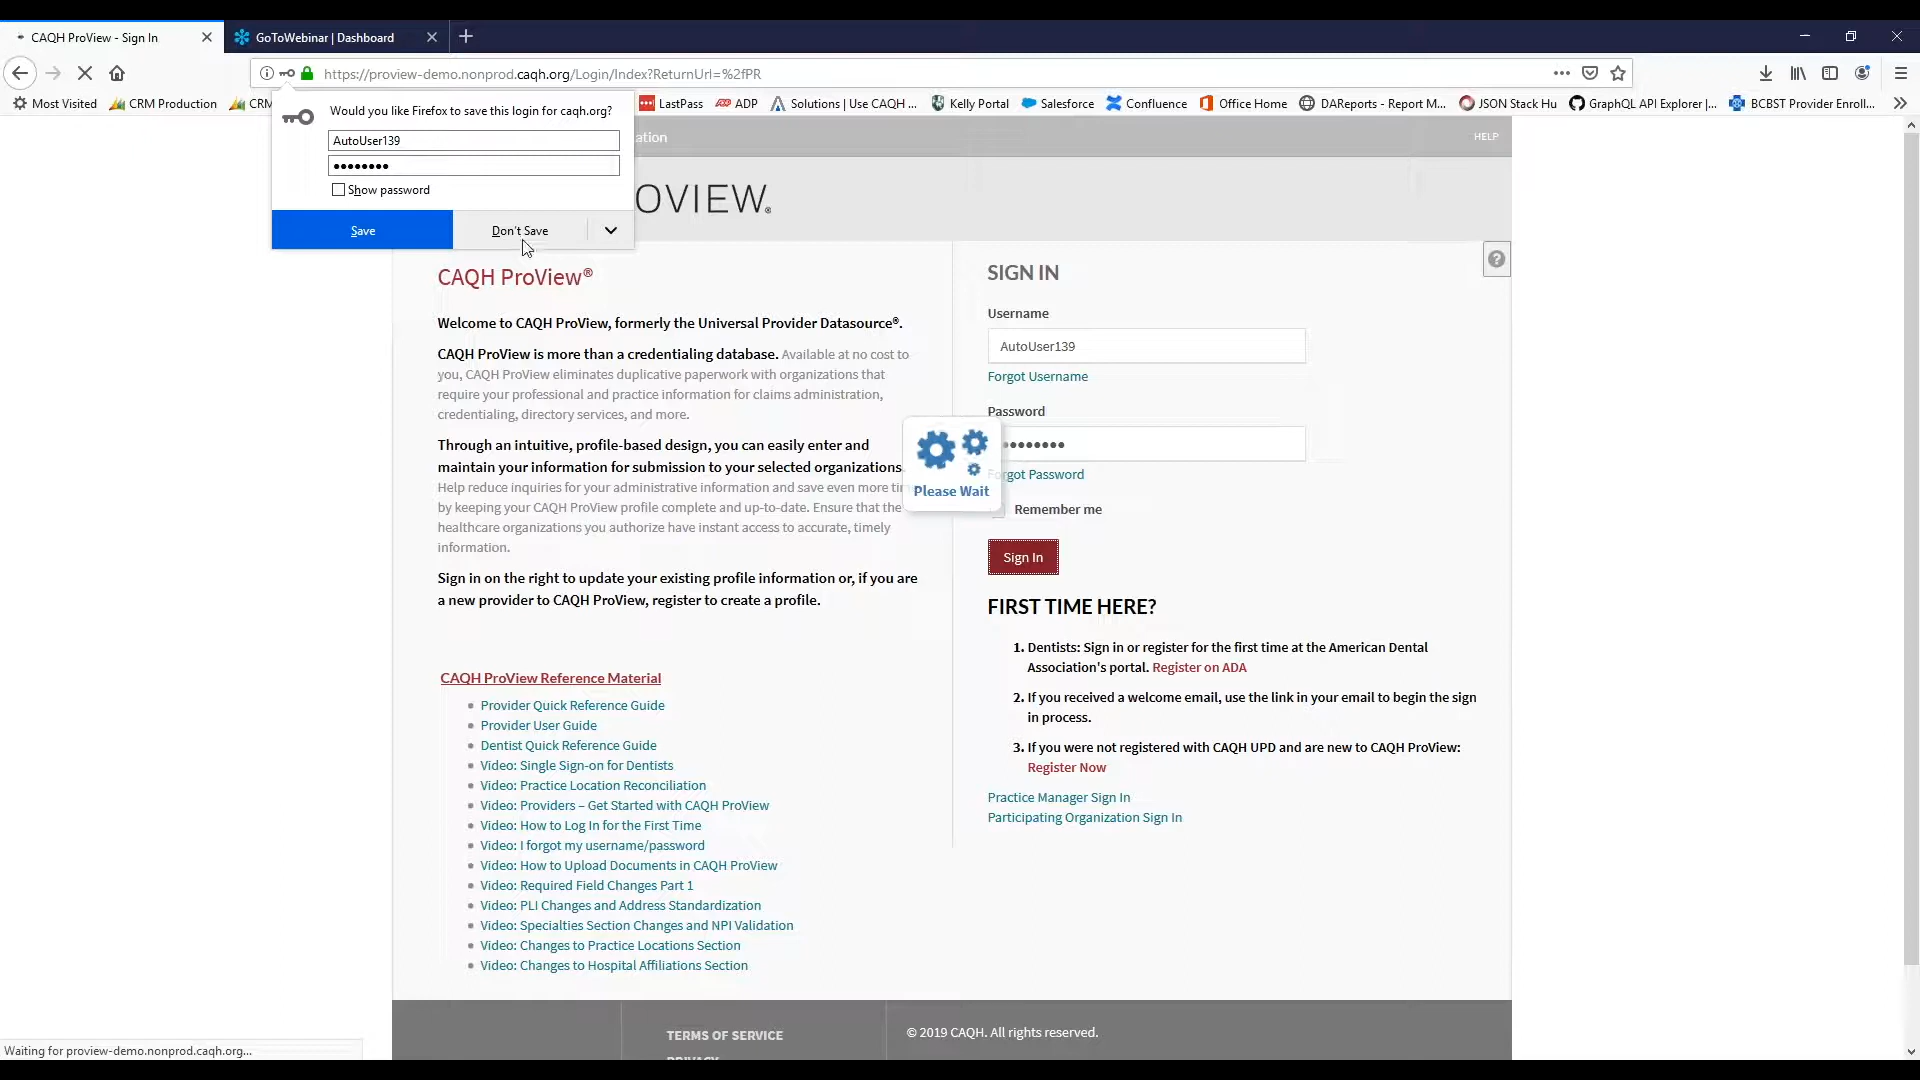 CAQH ProView - Sign In
GoToWebinar | Dashboard
https://proview-demo.nonprod.caqh.org/Login/Index?ReturnUrl=%2fPR
Most Visited
CRM Production
CRM
LastPass
ADP
Solutions | Use CAQH ...
Kelly Portal
Salesforce
Confluence
Office Home
DAReports - Report M...
JSON Stack Hu
GraphQL API Explorer |...
BCBST Provider Enroll...
Would you like Firefox to save this login for caqh.org?
AutoUser139
Show password
Save
Don't Save
ation
HELP
OVIEW.®
CAQH ProView®
Welcome to CAQH ProView, formerly the Universal Provider Datasource®.
CAQH ProView is more than a credentialing database. Available at no cost to
you, CAQH ProView eliminates duplicative paperwork with organizations that
require your professional and practice information for claims administration,
credentialing, directory services, and more.
Through an intuitive, profile-based design, you can easily enter and
maintain your information for submission to your selected organizations.
Help reduce inquiries for your administrative information and save even more ti
by keeping your CAQH ProView profile complete and up-to-date. Ensure that the
healthcare organizations you authorize have instant access to accurate, timely
information.
Sign in on the right to update your existing profile information or, if you are
a new provider to CAQH ProView, register to create a profile.
CAQH ProView Reference Material
Provider Quick Reference Guide
Provider User Guide
Dentist Quick Reference Guide
Video: Single Sign-on for Dentists
Video: Practice Location Reconciliation
Video: Providers – Get Started with CAQH ProView
Video: How to Log In for the First Time
Video: I forgot my username/password
Video: How to Upload Documents in CAQH ProView
Video: Required Field Changes Part 1
Video: PLI Changes and Address Standardization
Video: Specialties Section Changes and NPI Validation
Video: Changes to Practice Locations Section
Video: Changes to Hospital Affiliations Section
Please Wait
SIGN IN
Username
AutoUser139
Forgot Username
Password
Forgot Password
Remember me
Sign In
FIRST TIME HERE?
1. Dentists: Sign in or register for the first time at the American Dental
Association's portal. Register on ADA
2. If you received a welcome email, use the link in your email to begin the sign
in process.
3. If you were not registered with CAQH UPD and are new to CAQH ProView:
Register Now
Practice Manager Sign In
Participating Organization Sign In
TERMS OF SERVICE
PRIVACY
© 2019 CAQH. All rights reserved.
Waiting for proview-demo.nonprod.caqh.org...